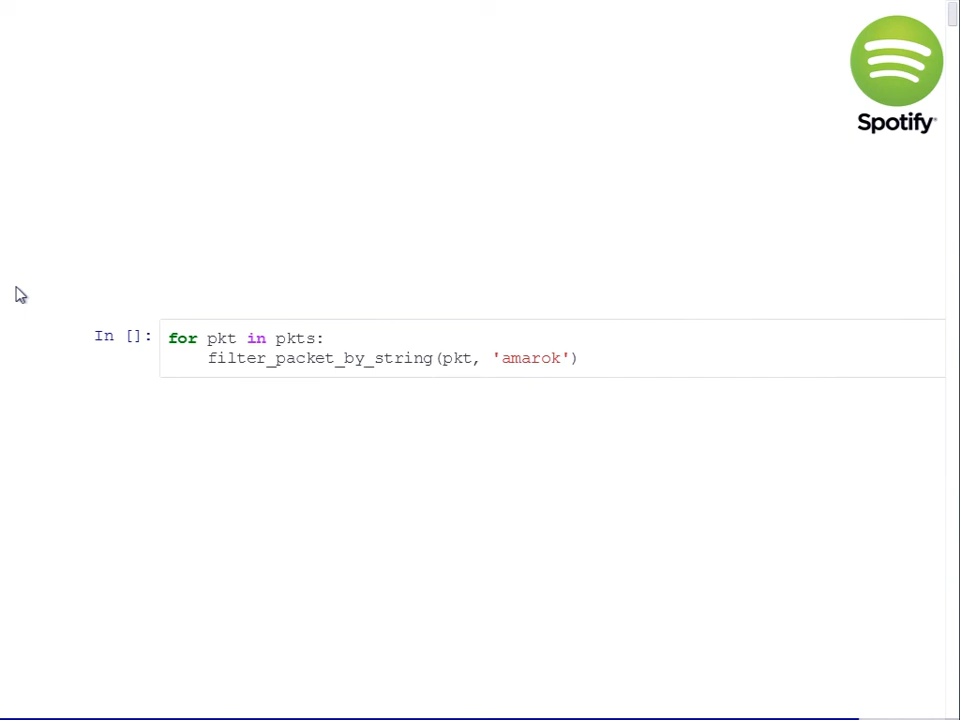 Spotify®
In []:
for pkt in pkts:
    filter_packet_by_string(pkt, 'amarok')